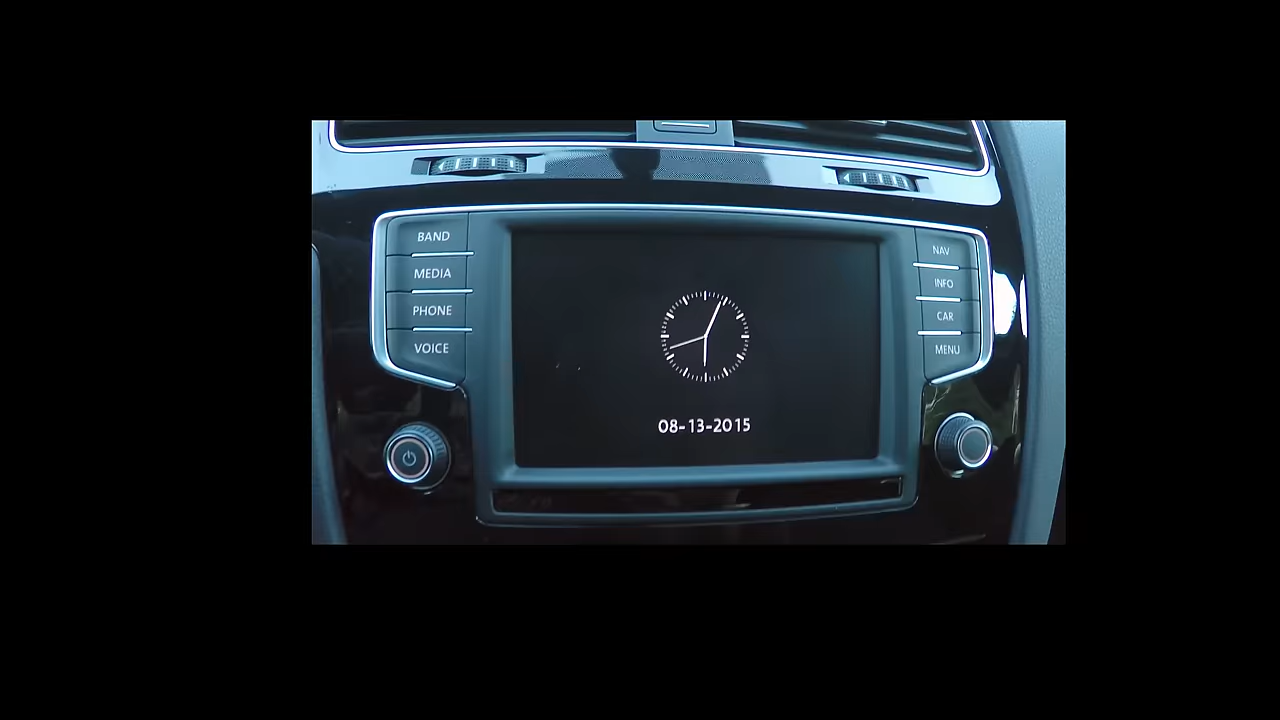 BAND
MEDIA
PHONE
VOICE
08-13-2015
NAV
INFO
CAR
MENU